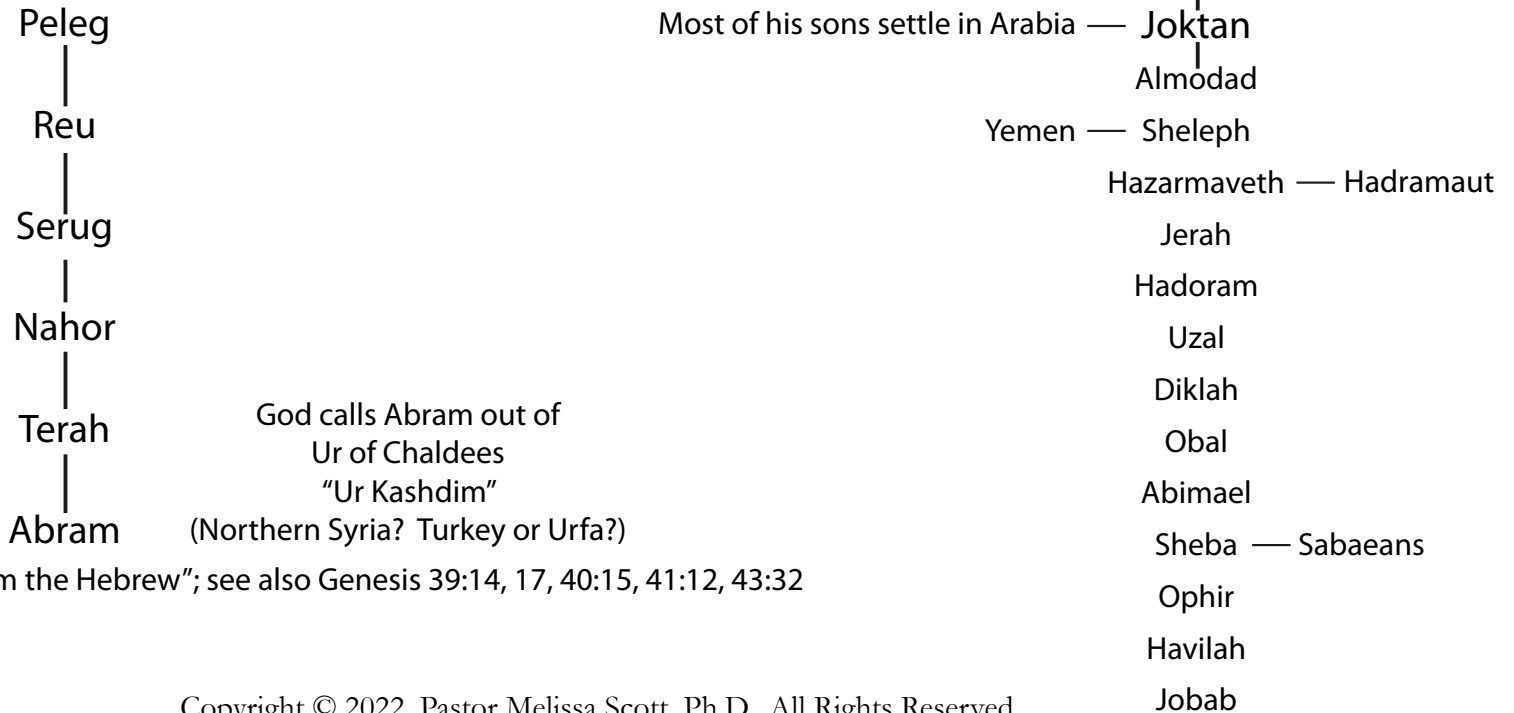 Peleg
Reu
Serug
Nahor
Terah
Abram
God calls Abram out of
Ur of Chaldees
“Ur Kashdim”
(Northern Syria?  Turkey or Urfa?)
the Hebrew”; see also Genesis 39:14, 17, 40:15, 41:12, 43:32
Most of his sons settle in Arabia — Joktan
Almodad
Yemen — Sheleph
Hazarmaveth — Hadramaut
Jerah
Hadoram
Uzal
Diklah
Obal
Abimael
Sheba — Sabaeans
Ophir
Havilah
Jobab
Copyright © 2022, Pastor Melissa Scott, Ph.D., All Rights Reserved